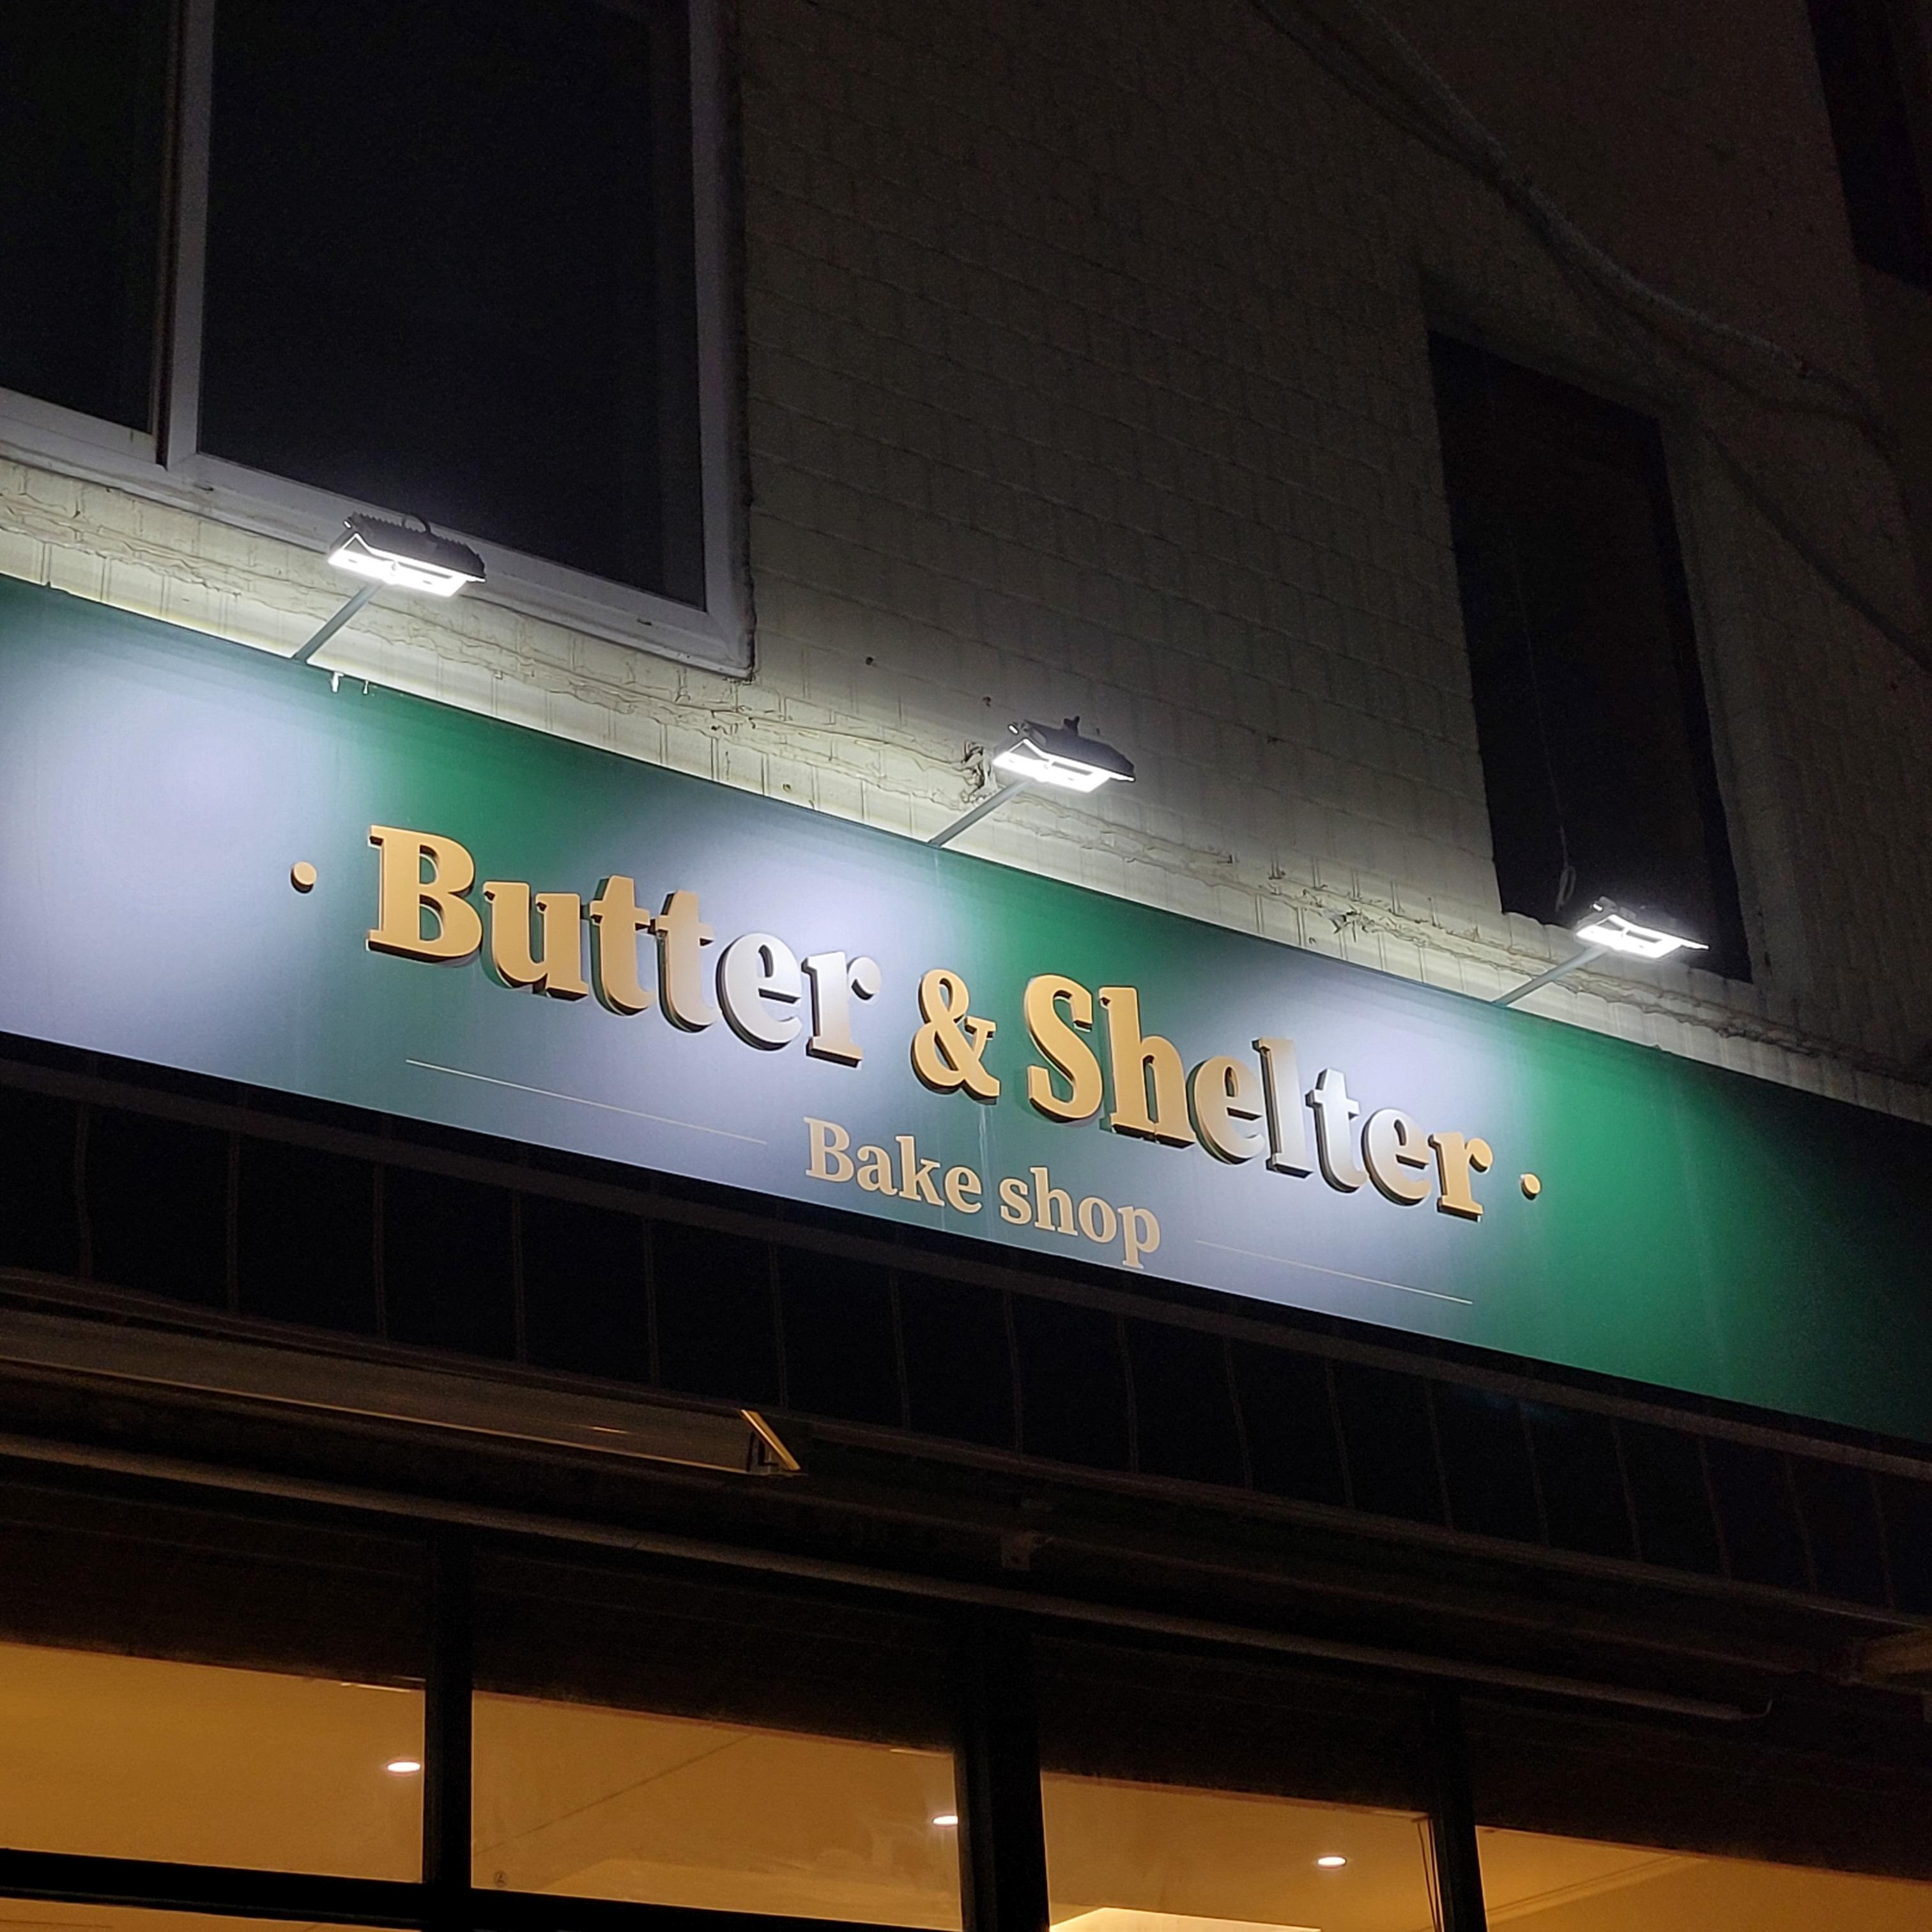 · Butter & Shelter ·
Bake shop